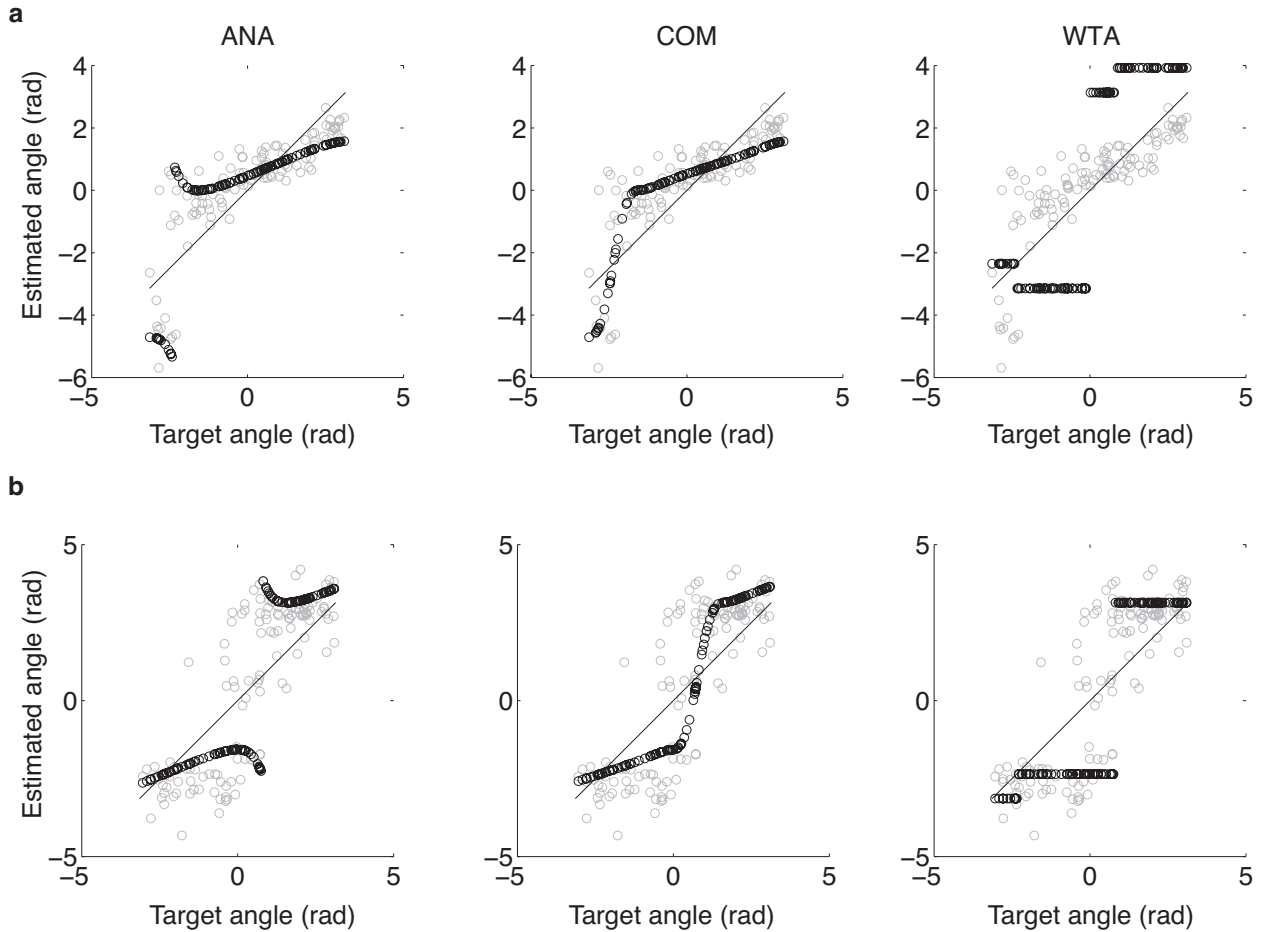 a
ANA COM WTA
Estimated angle (rad)
4 4 4
2 2 2
0 0 0
−2 −2 −2
−4 −4 −4
−6 −6 −6
−5 0 5 −5 0 5 −5 0 5
Target angle (rad) Target angle (rad) Target angle (rad)
b
Estimated angle (rad)
5 5 5
0 0 0
−5 −5 −5
−5 0 5 −5 0 5 −5 0 5
Target angle (rad) Target angle (rad) Target angle (rad)